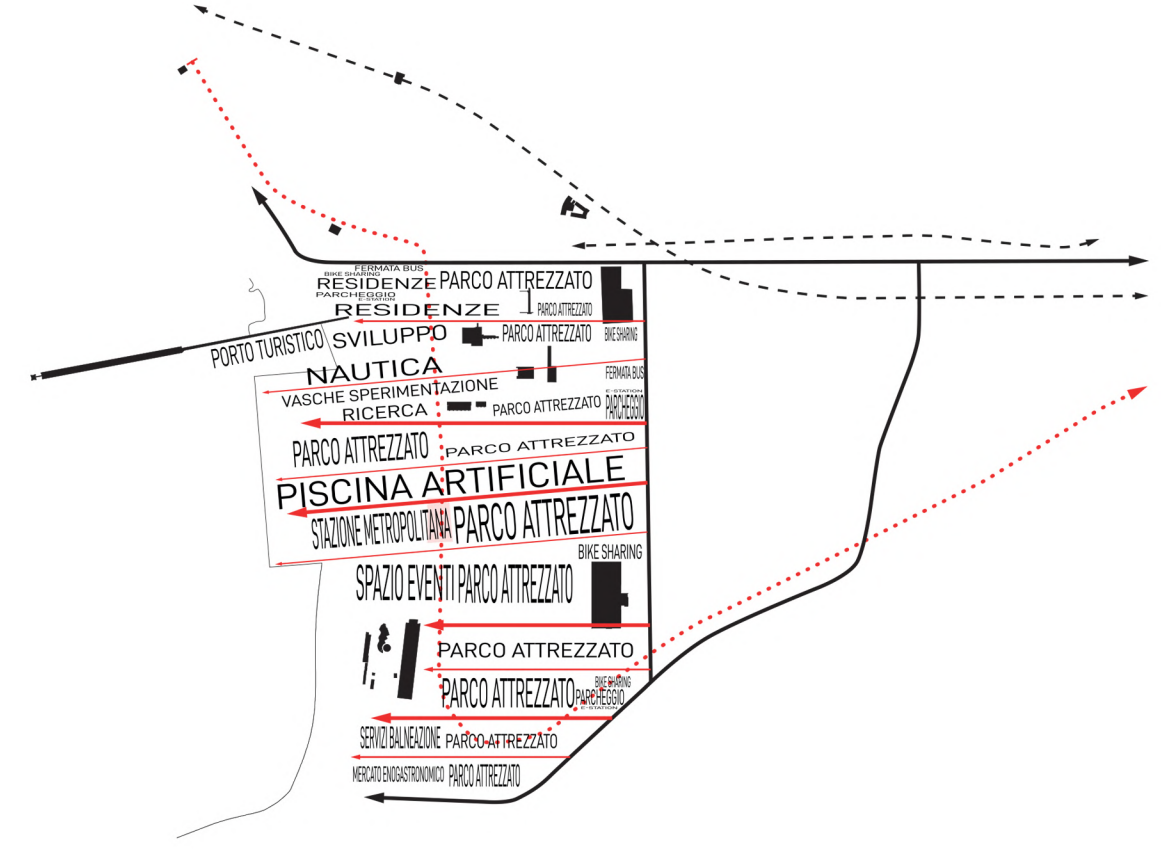 FERMATA BUS
BIKE SHARING
RESIDENZE PARCO ATTREZZATO
PARCHEGGIO
E-STATION
RESIDENZE PARCO ATTREZZATO
PORTO TURISTICO SVILUPPO PARCO ATTREZZATO BIKE SHARING
NAUTICA FERMATA BUS
VASCHE SPERIMENTAZIONE
E-STATION
RICERCA PARCO ATTREZZATO PARCHEGGIO
PARCO ATTREZZATO PARCO ATTREZZATO
PISCINA ARTIFICIALE
STAZIONE METROPOLITANA PARCO ATTREZZATO
BIKE SHARING
SPAZIO EVENTI PARCO ATTREZZATO
PARCO ATTREZZATO
BIKE SHARING
PARCO ATTREZZATO PARCHEGGIO
E-STATION
SERVIZI BALNEAZIONE PARCO ATTREZZATO
MERCATO ENOGASTRONOMICO PARCO ATTREZZATO